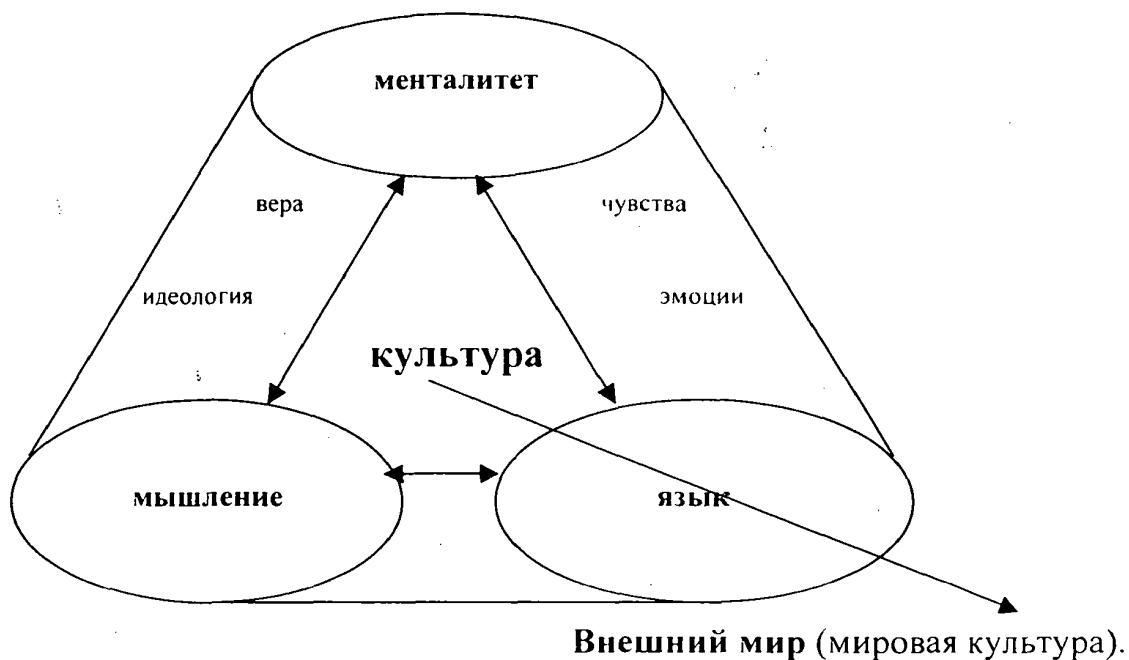 менталитет
вера
чувства
идеология
эмоции
культура
мышление
язык
Внешний мир (мировая культура).